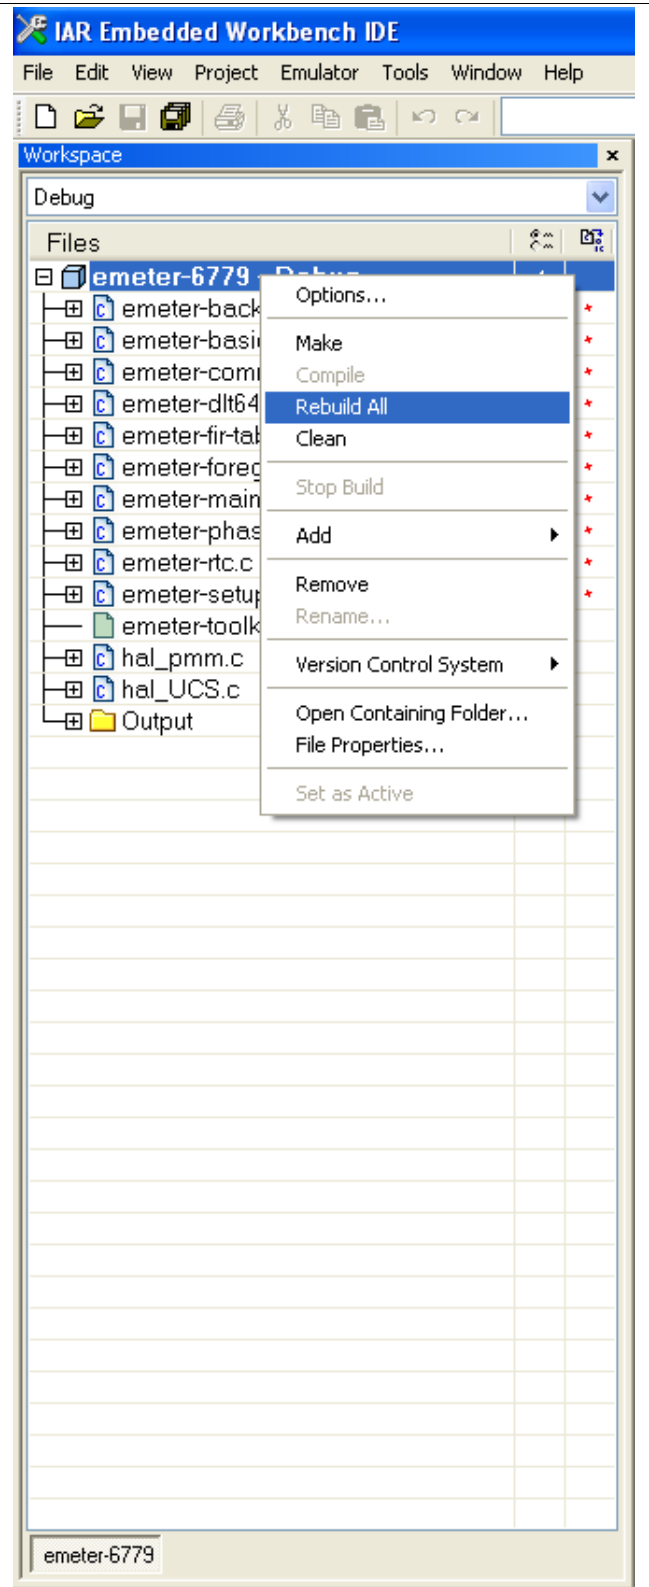 IAR Embedded Workbench IDE
File Edit View Project Emulator Tools Window Help
Workspace
Debug
Files
emeter-6779 - Debug
emeter-back
emeter-basi
emeter-com
emeter-dlt64
emeter-fir-tab
emeter-foreg
emeter-main
emeter-phas
emeter-rtc.c
emeter-setup
emeter-toolk
hal_pmm.c
hal_UCS.c
Output
Options...
Make
Compile
Rebuild All
Clean
Stop Build
Add
Remove
Rename...
Version Control System
Open Containing Folder...
File Properties...
Set as Active
emeter-6779